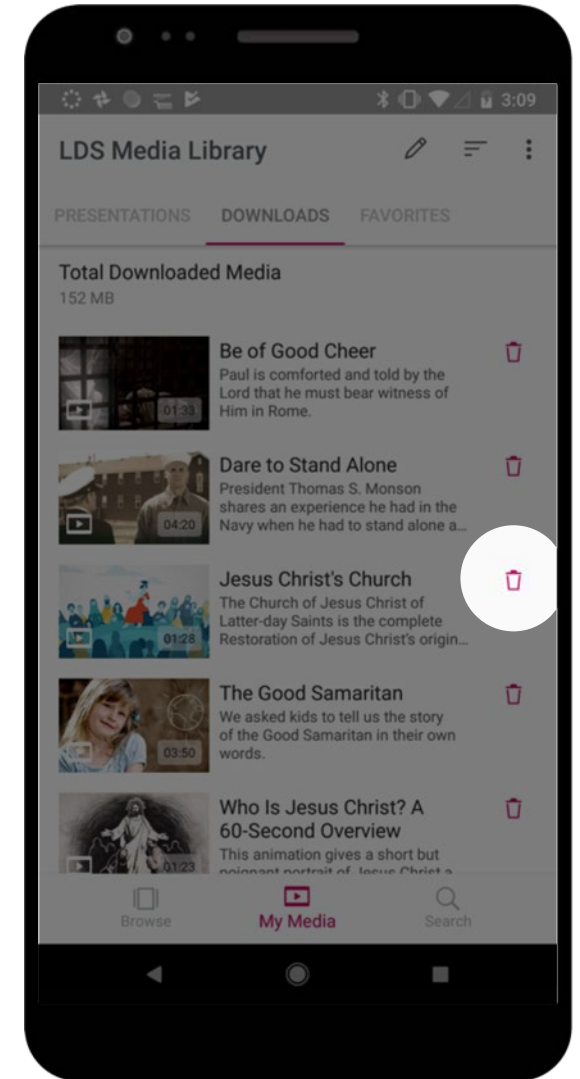 3:09
LDS Media Library
PRESENTATIONS DOWNLOADS FAVORITES
Total Downloaded Media
152 MB
Be of Good Cheer
Paul is comforted and told by the
Lord that he must bear witness of
Him in Rome.
01:33
Dare to Stand Alone
President Thomas S. Monson
shares an experience he had in the
Navy when he had to stand alone a...
04:20
Jesus Christ's Church
The Church of Jesus Christ of
Latter-day Saints is the complete
Restoration of Jesus Christ's origin...
01:28
The Good Samaritan
We asked kids to tell us the story
of the Good Samaritan in their own
words.
03:50
Who Is Jesus Christ? A
60-Second Overview
This animation gives a short but
poignant portrait of Jesus Christ a
01:23
Browse My Media Search